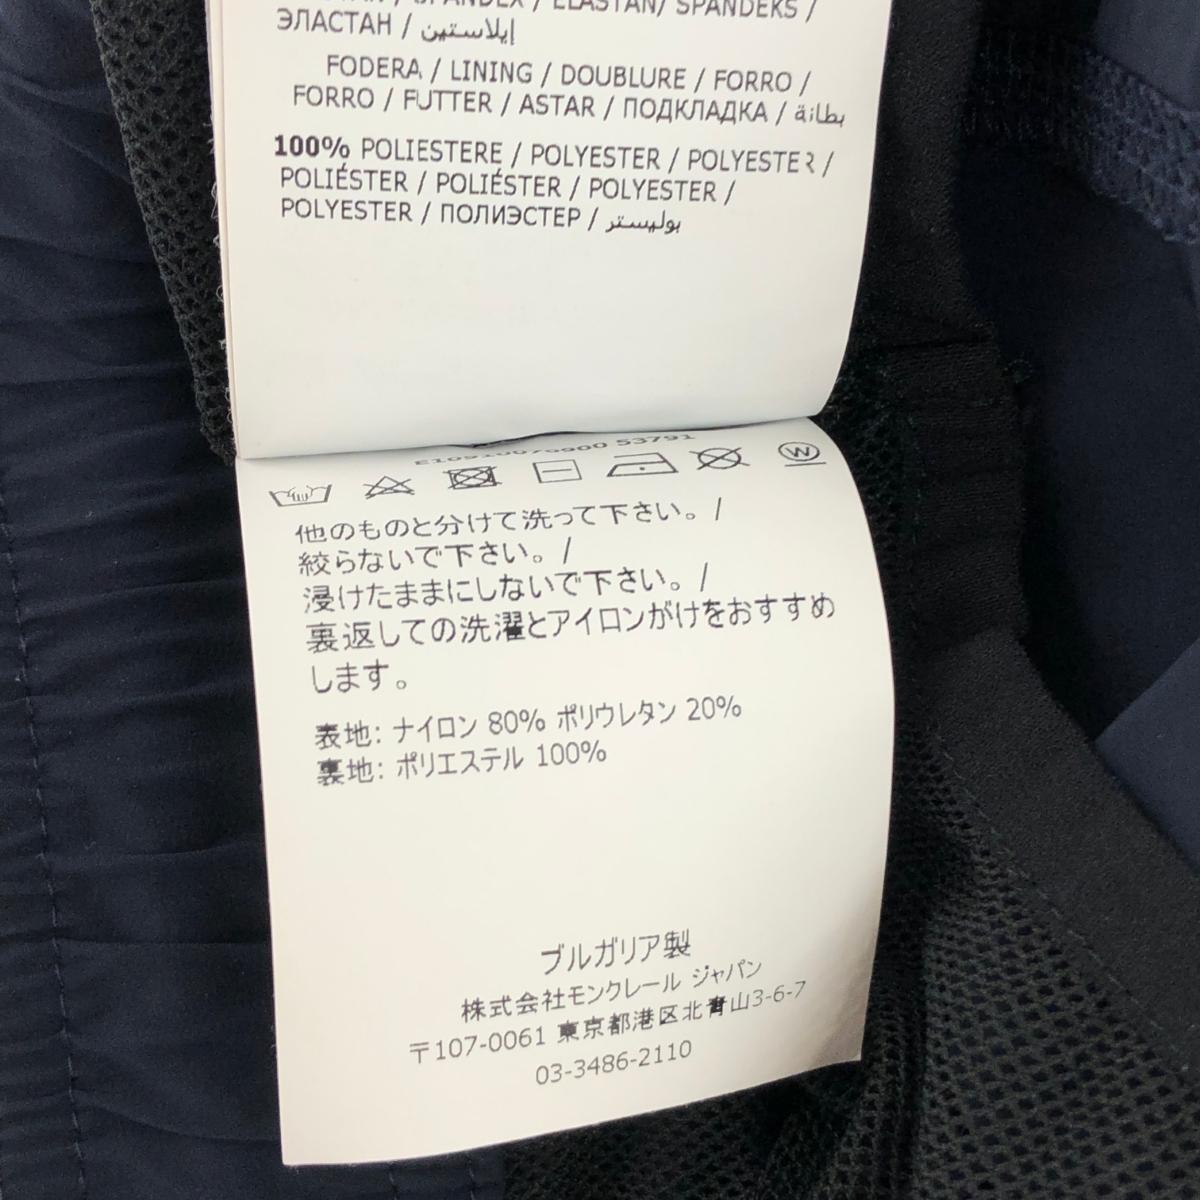 / ELASTAN/ SPANDEKS /
ЭЛАСТАН / إيلاستين
FODERA / LINING / DOUBLURE / FORRO /
FORRO / FUTTER / ASTAR / ПОДКЛАДКА / بطانة
100% POLIESTERE / POLYESTER / POLYESTER /
POLIÉSTER / POLIÉSTER / POLYESTER /
POLYESTER / ПОЛИЭСТЕР / بوليستر
53791
W
他のものと分けて洗って下さい。/
絞らないで下さい。/
浸けたままにしないで下さい。/
裏返しての洗濯とアイロンがけをおすすめ
します。
表地: ナイロン 80% ポリウレタン 20%
裏地: ポリエステル 100%
ブルガリア製
株式会社モンクレール ジャパン
〒107-0061 東京都港区北青山3-6-7
03-3486-2110